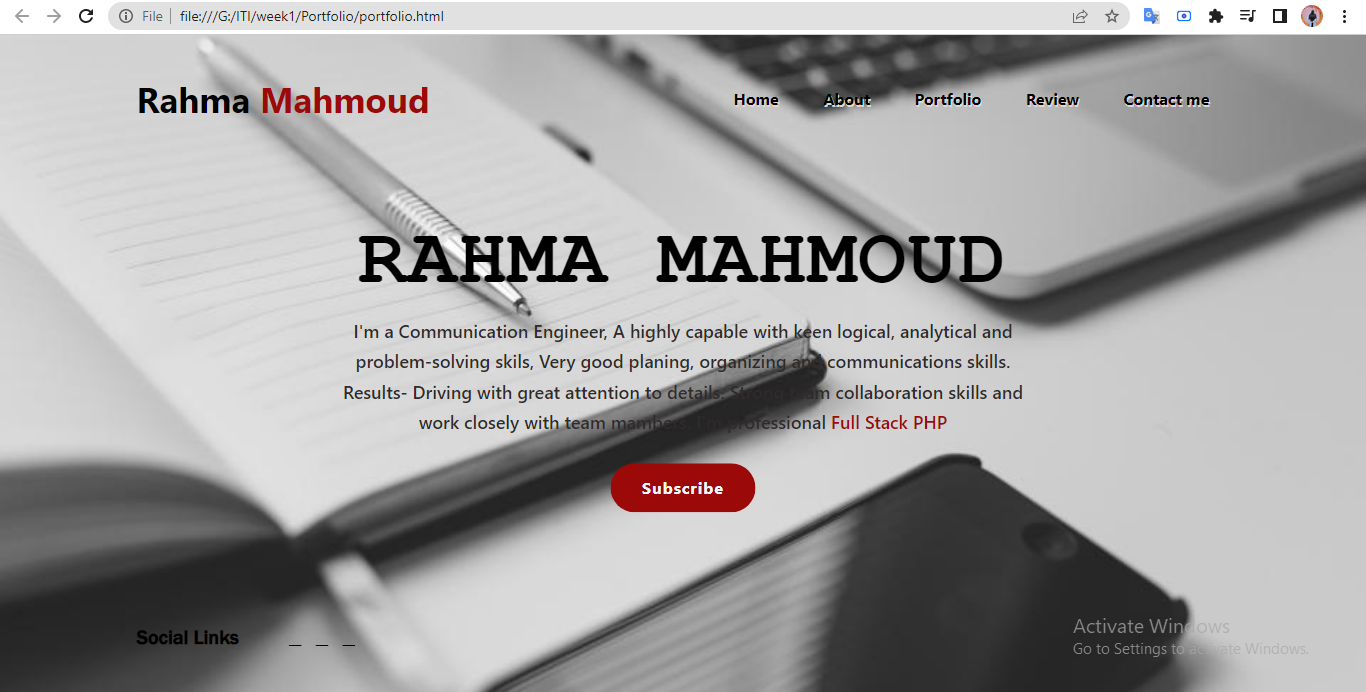 File
file:///G:/ITI/week1/Portfolio/portfolio.html
Rahma Mahmoud
Home About Portfolio Review Contact me
RAHMA MAHMOUD
I'm a Communication Engineer, A highly capable with keen logical, analytical and
problem-solving skils, Very good planing, organizing and communications skills.
Results- Driving with great attention to details. Strong team collaboration skills and
work closely with team mambers. I'm professional Full Stack PHP
Subscribe
Social Links
Activate Windows
Go to Settings to activate Windows.